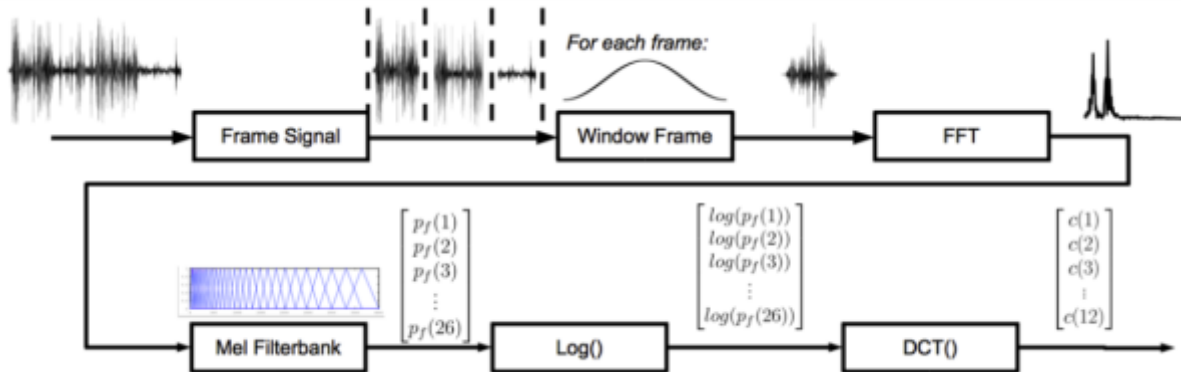 For each frame:
Frame Signal
Window Frame
FFT
p_f(1)
p_f(2)
p_f(3)
⋮
p_f(26)
log(p_f(1))
log(p_f(2))
log(p_f(3))
⋮
log(p_f(26))
c(1)
c(2)
c(3)
⋮
c(12)
Mel Filterbank
Log()
DCT()